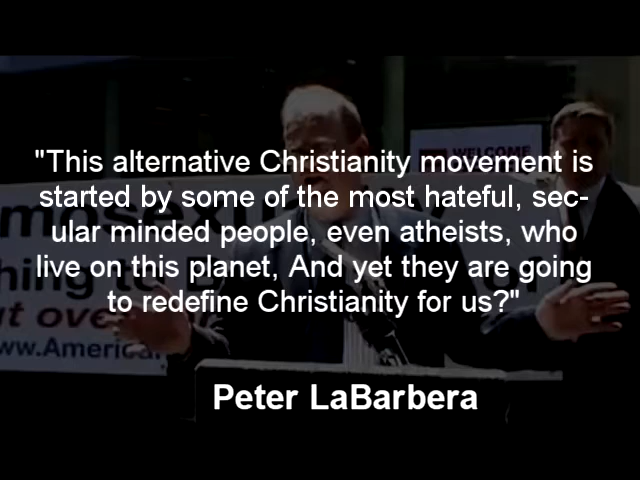 WELCOME
"This alternative Christianity movement is
started by some of the most hateful, sec-
ular minded people, even atheists, who
live on this planet, And yet they are going
to redefine Christianity for us?"
Peter LaBarbera